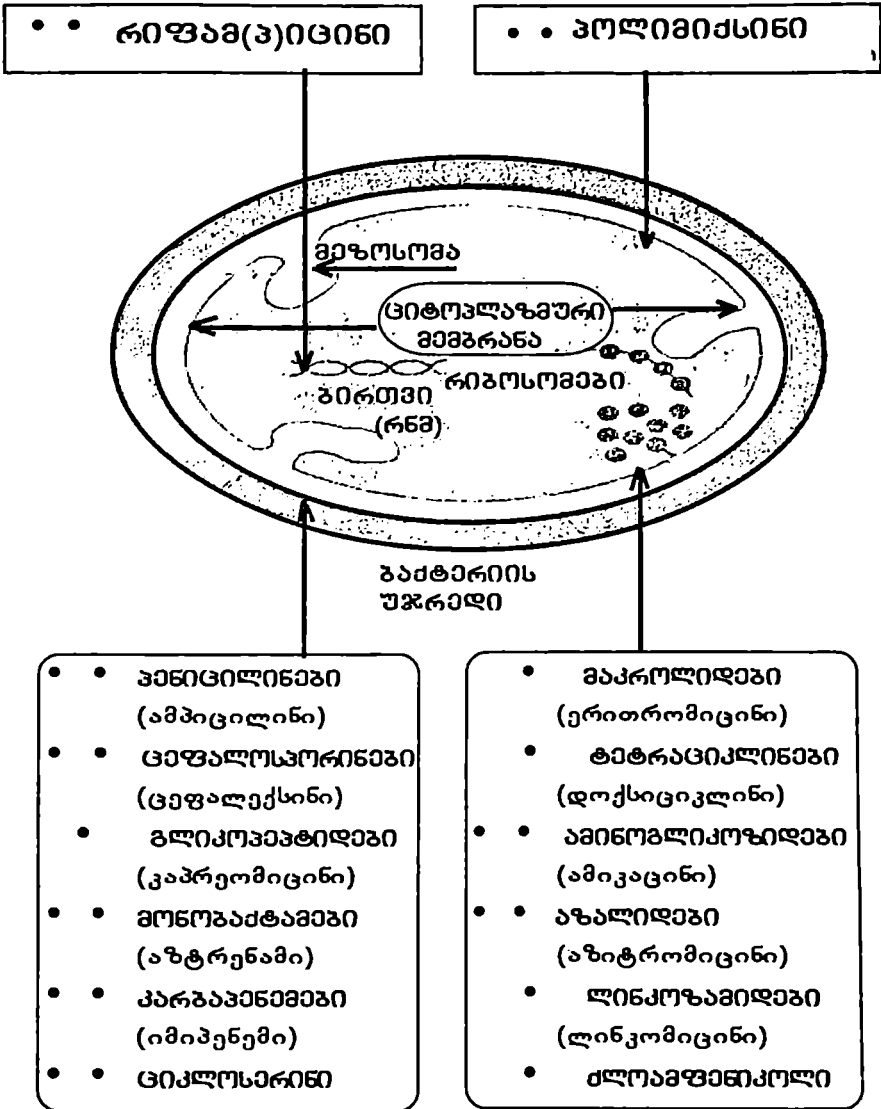 • • რიფამ(პ)იცინი
• • პოლიმიქსინი
მეზოსომა
ციტოპლაზმური
მემბრანა
რიბოსომები
ბირთვი
(რნმ)
ბაქტერიის
უჯრედი
• • პენიცილინები
(ამპიცილინი)
• • ცეფალოსპორინები
(ცეფალექსინი)
• გლიკოპეპტიდები
(კაპრეომიცინი)
• • მონობაქტამები
(აზტრენამი)
• • კარბაპენემები
(იმიპენემი)
• • ციკლოსერინი
• მაკროლიდები
(ერითრომიცინი)
• ტეტრაციკლინები
(დოქსიციკლინი)
• • ამინოგლიკოზიდები
(ამიკაცინი)
• • აზალიდები
(აზიტრომიცინი)
• ლინკოზამიდები
(ლინკომიცინი)
• ქლოამფენიკოლი